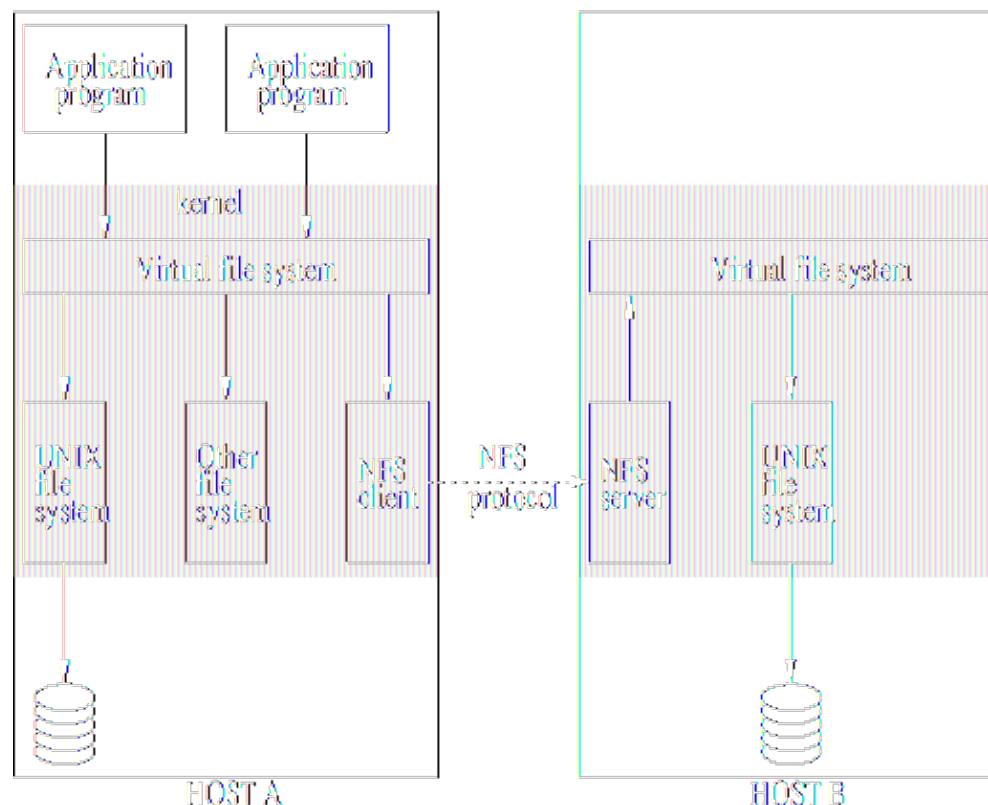 Application
program
Application
program
kernel
Virtual file system
Virtual file system
UNIX
file
system
Other
file
system
NFS
client
NFS
protocol
NFS
server
UNIX
file
system
HOST A
HOST B